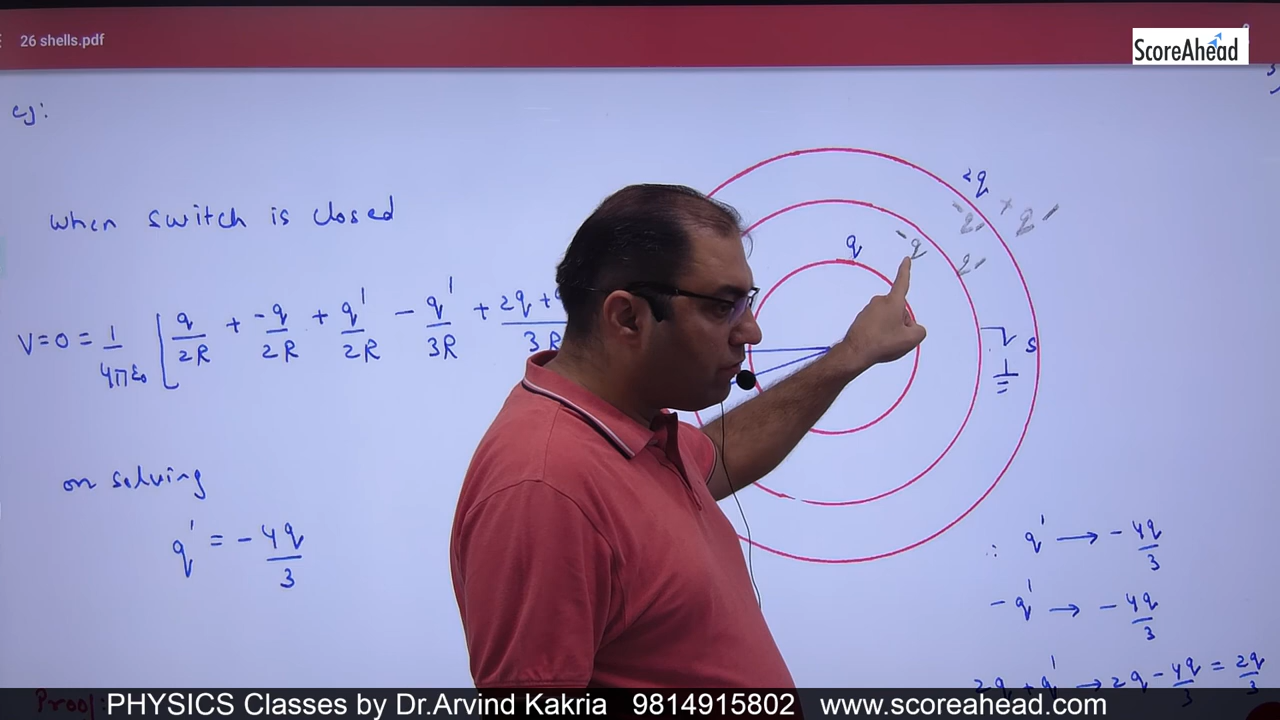 26 shells.pdf
ScoreAhead
eg:
When switch is closed
V=0=1/4πε₀ [q/2R + -q/2R + q'/2R - q'/3R + 2q+
3R
on solving
q' = -4q/3
2q
q
-q
S
∴ q' → -4q/3
-q' → -4q/3
2q+q' → 2q-4q/3 = 2q/3
Proof:
PHYSICS Classes by Dr.Arvind Kakria 9814915802 www.scoreahead.com